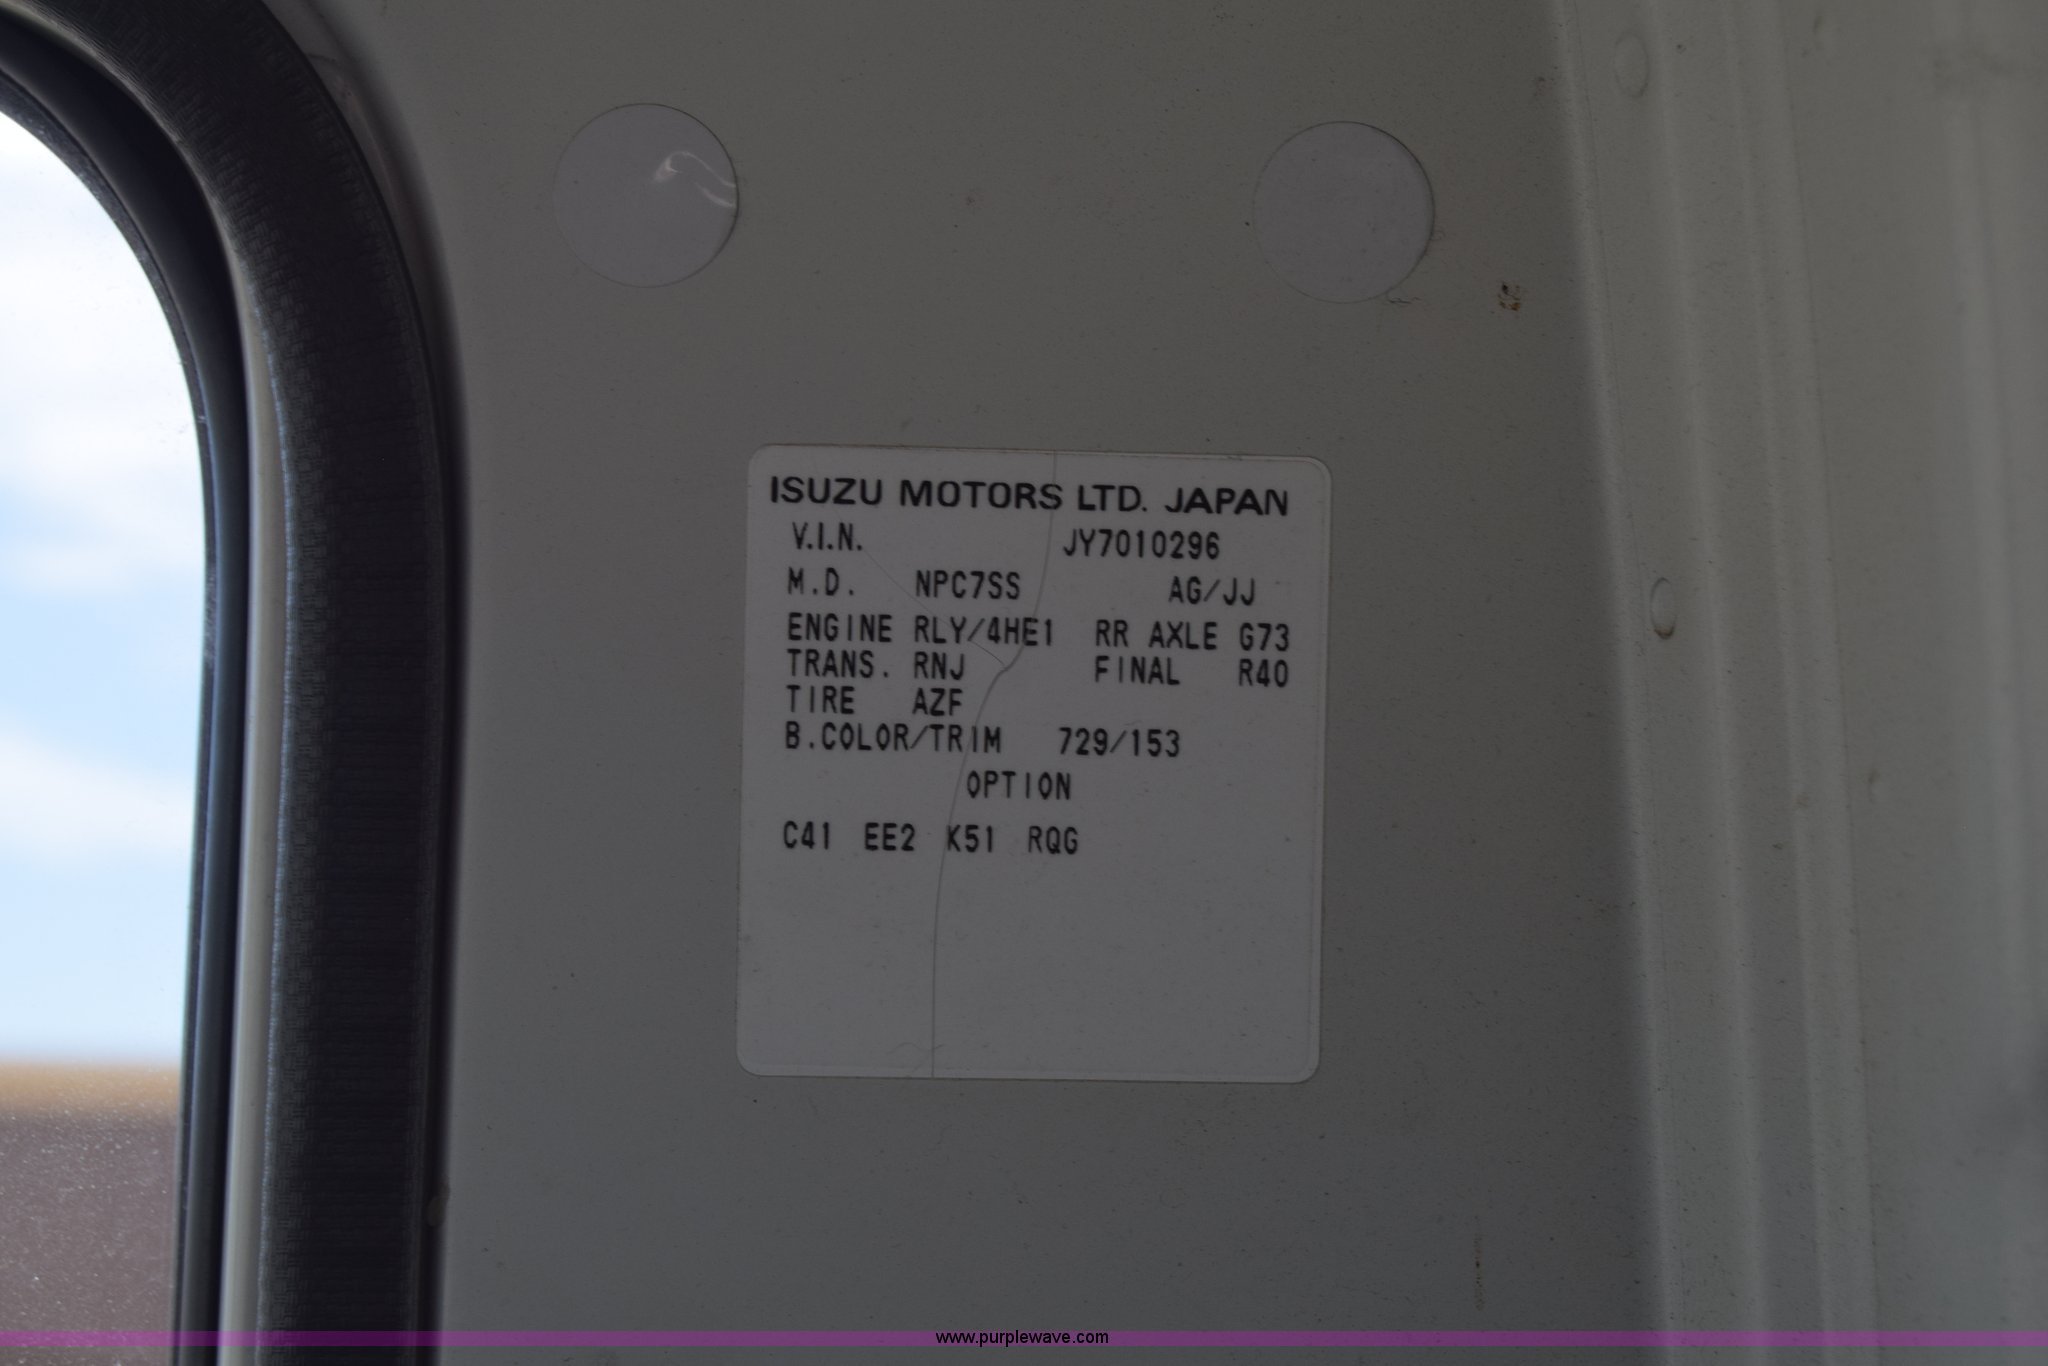 ISUZU MOTORS LTD. JAPAN
V.I.N. JY7010296
M.D. NPC7SS AG/JJ
ENGINE RLY/4HE1 RR AXLE G73
TRANS. RNJ FINAL R40
TIRE AZF
B.COLOR/TRIM 729/153
OPTION
C41 EE2 K51 RQG
www.purplewave.com